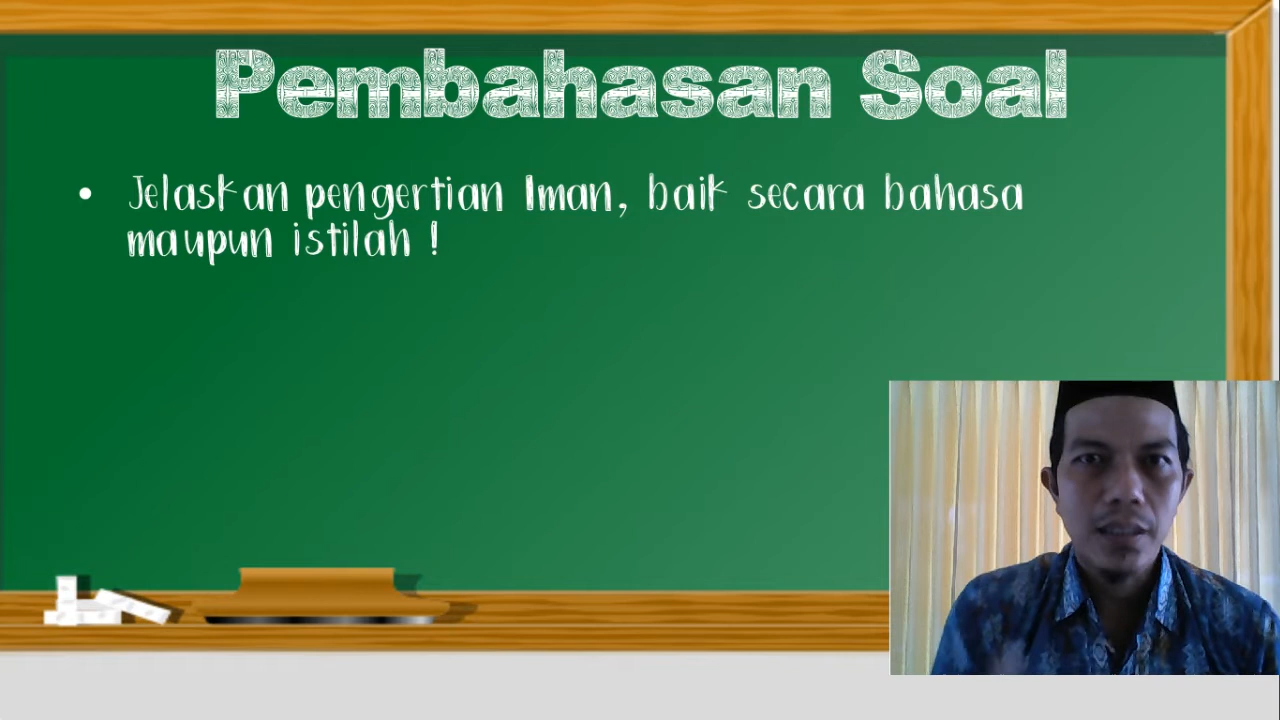 Pembahasan Soal
• Jelaskan pengertian Iman, baik secara bahasa
maupun istilah !